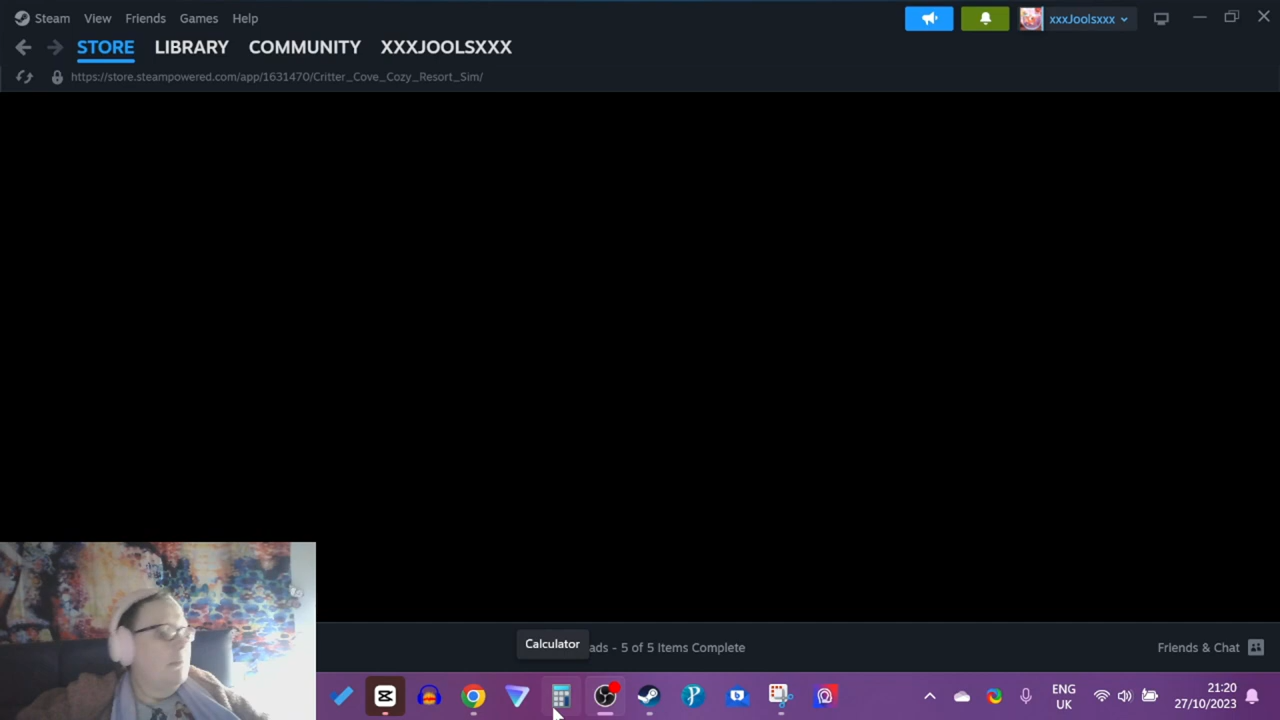 Steam View Friends Games Help xxxJoolsxxx
STORE LIBRARY COMMUNITY XXXJOOLSXXX
https://store.steampowered.com/app/1631470/Critter_Cove_Cozy_Resort_Sim/
Calculator
ads - 5 of 5 Items Complete
Friends & Chat
ENG
UK
21:20
27/10/2023